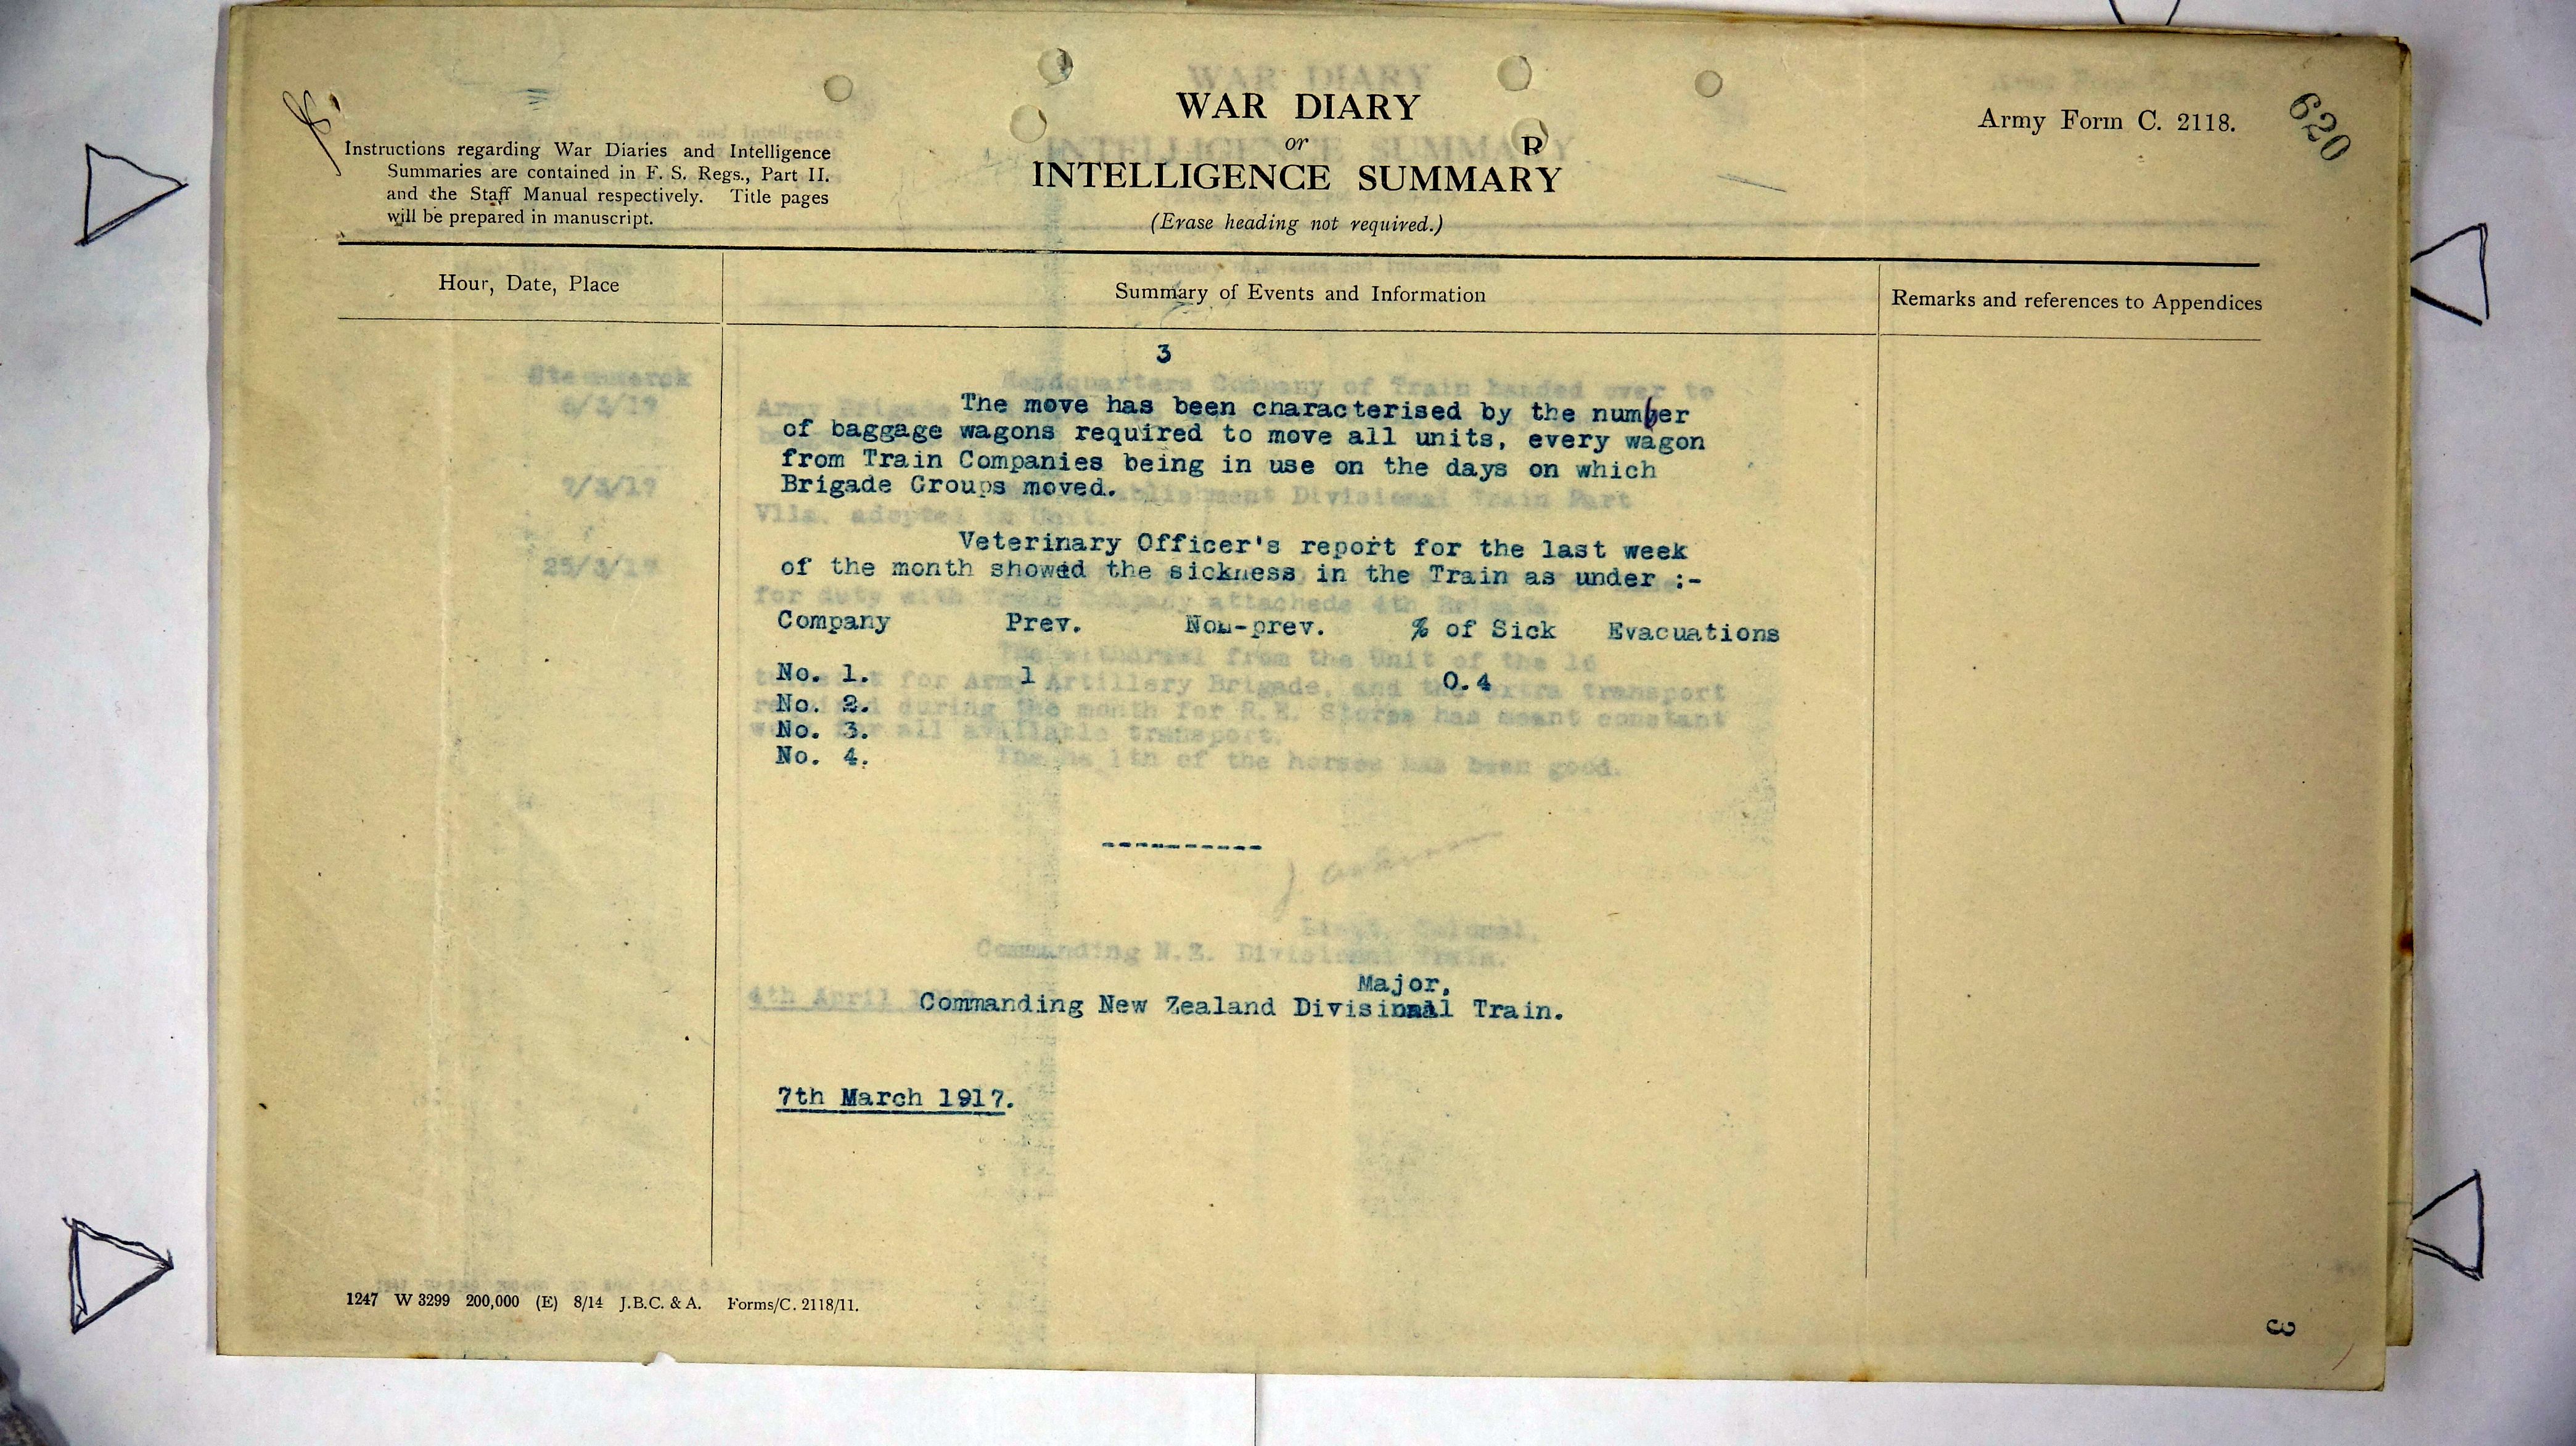 WAR DIARY
or
INTELLIGENCE SUMMARY
(Erase heading not required.)
Army Form C. 2118.
620
Instructions regarding War Diaries and Intelligence
Summaries are contained in F. S. Regs., Part II.
and the Staff Manual respectively. Title pages
will be prepared in manuscript.
R
Hour, Date, Place
Summary of Events and Information
Remarks and references to Appendices
3
The move has been characterised by the number
of baggage wagons required to move all units, every wagon
from Train Companies being in use on the days on which
Brigade Groups moved.
Veterinary Officer's report for the last week
of the month showed the sickness in the Train as under :-
Company Prev. Non-prev. % of Sick Evacuations
No. 1. 1 0.4
No. 2.
No. 3.
No. 4.
-----------
Major,
Commanding New Zealand Divisional Train.
7th March 1917.
1247 W 3299 200,000 (E) 8/14 J.B.C. & A. Forms/C. 2118/11.
3